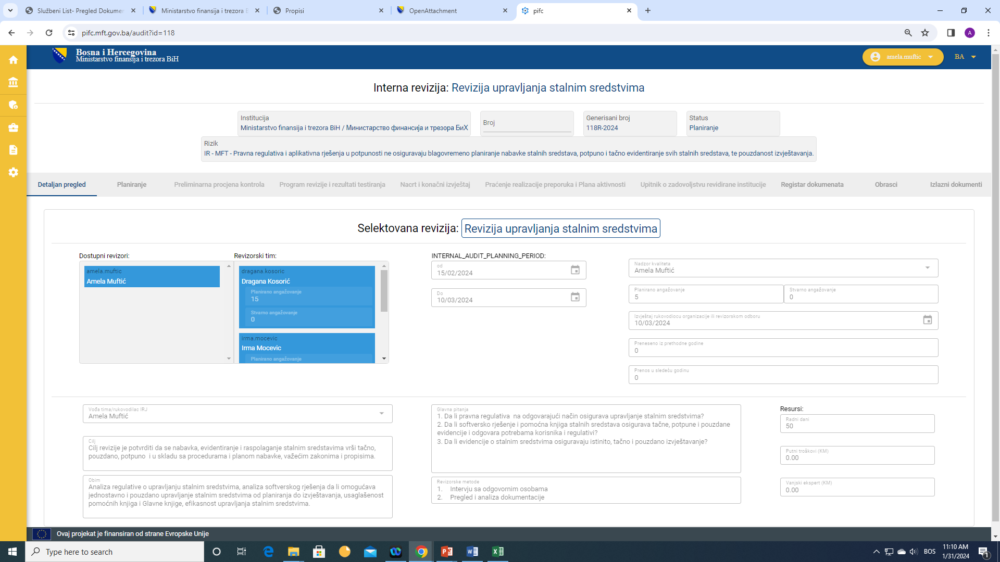 Službeni List- Pregled Dokumen
Ministarstvo finansija i trezora B
Propisi
OpenAttachment
pifc
pifc.mft.gov.ba/audit?id=118
A
Bosna i Hercegovina
Ministarstvo finansija i trezora BiH
amela.muftic
BA
Interna revizija: Revizija upravljanja stalnim sredstvima
Institucija
Ministarstvo finansija i trezora BiH / Министарство финансија и трезора БиХ
Broj
Generisani broj
118R-2024
Status
Planiranje
Rizik
IR - MFT - Pravna regulativa i aplikativna rješenja u potpunosti ne osiguravaju blagovremeno planiranje nabavke stalnih sredstava, potpuno i tačno evidentiranje svih stalnih sredstava, te pouzdanost izvještavanja.
Detaljan pregled
Planiranje
Preliminarna procjena kontrola
Program revizije i rezultati testiranja
Nacrt i konačni izvještaj
Praćenje realizacije preporuka i Plana aktivnosti
Upitnik o zadovoljstvu revidirane institucije
Registar dokumenata
Obrasci
Izlazni dokumenti
Selektovana revizija: Revizija upravljanja stalnim sredstvima
Dostupni revizori:
amela.muftic
Amela Muftić
Revizorski tim:
dragana.kosoric
Dragana Kosorić
Planirano angažovanje
15
Stvarno angažovanje
0
irma.mocevic
Irma Mocevic
Planirano angažovanje
INTERNAL_AUDIT_PLANNING_PERIOD:
od
15/02/2024
Do
10/03/2024
Nadzor kvaliteta
Amela Muftić
Planirano angažovanje
5
Stvarno angažovanje
0
Izvještaj rukovodiocu organizacije ili revizorskom odboru
10/03/2024
Preneseno iz prethodne godine
0
Prenos u sledeću godinu
0
Vođa tima/rukovodilac IRJ
Amela Muftić
Cilj
Cilj revizije je potvrditi da se nabavka, evidentiranje i raspolaganje stalnim sredstavima vrši tačno,
pouzdano, potpuno  i u skladu sa procedurama i planom nabavke, važećim zakonima i propisima.
Obim
Analiza regulative o upravljanju stalnim sredstvima, analiza softverskog rješenja da li omogućava
jednostavno i pouzdano upravljanje stalnim sredstvima od planiranja do izvještavanja, usaglašenost
pomoćnih knjiga i Glavne knjige, efikasnost upravljanja stalnim sredstvima.
Glavna pitanja
1. Da li pravna regulativa  na odgovarajući način osigurava upravljanje stalnim sredstvima?
2. Da li softversko rješenje i pomoćna knjiga stalnih sredstava osigurava tačne, potpune i pouzdane
evidencije i odgovara potrebama korisnika i regulativi?
3. Da li evidencije o stalnim sredstvima osiguravaju istinito, tačno i pouzdano izvještavanje?
Revizorske metode
1. Intervju sa odgovornim osobama
2. Pregled i analiza dokumentacije
Resursi:
Radni dani
50
Putni troškovi (KM)
0.00
Vanjski ekspert (KM)
0.00
Ovaj projekat je finansiran od strane Evropske Unije
Type here to search
BOS
11:10 AM
1/31/2024
1